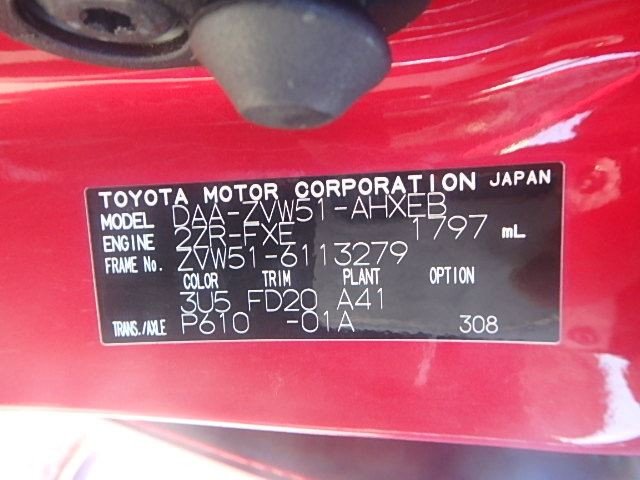 TOYOTA MOTOR CORPORATION JAPAN
MODEL DAA-ZVW51-AHXEB
ENGINE 2ZR-FXE 1797 mL
FRAME No. ZVW51-6113279
COLOR TRIM PLANT OPTION
3U5 FD20 A41
TRANS./AXLE P610 -01A 308